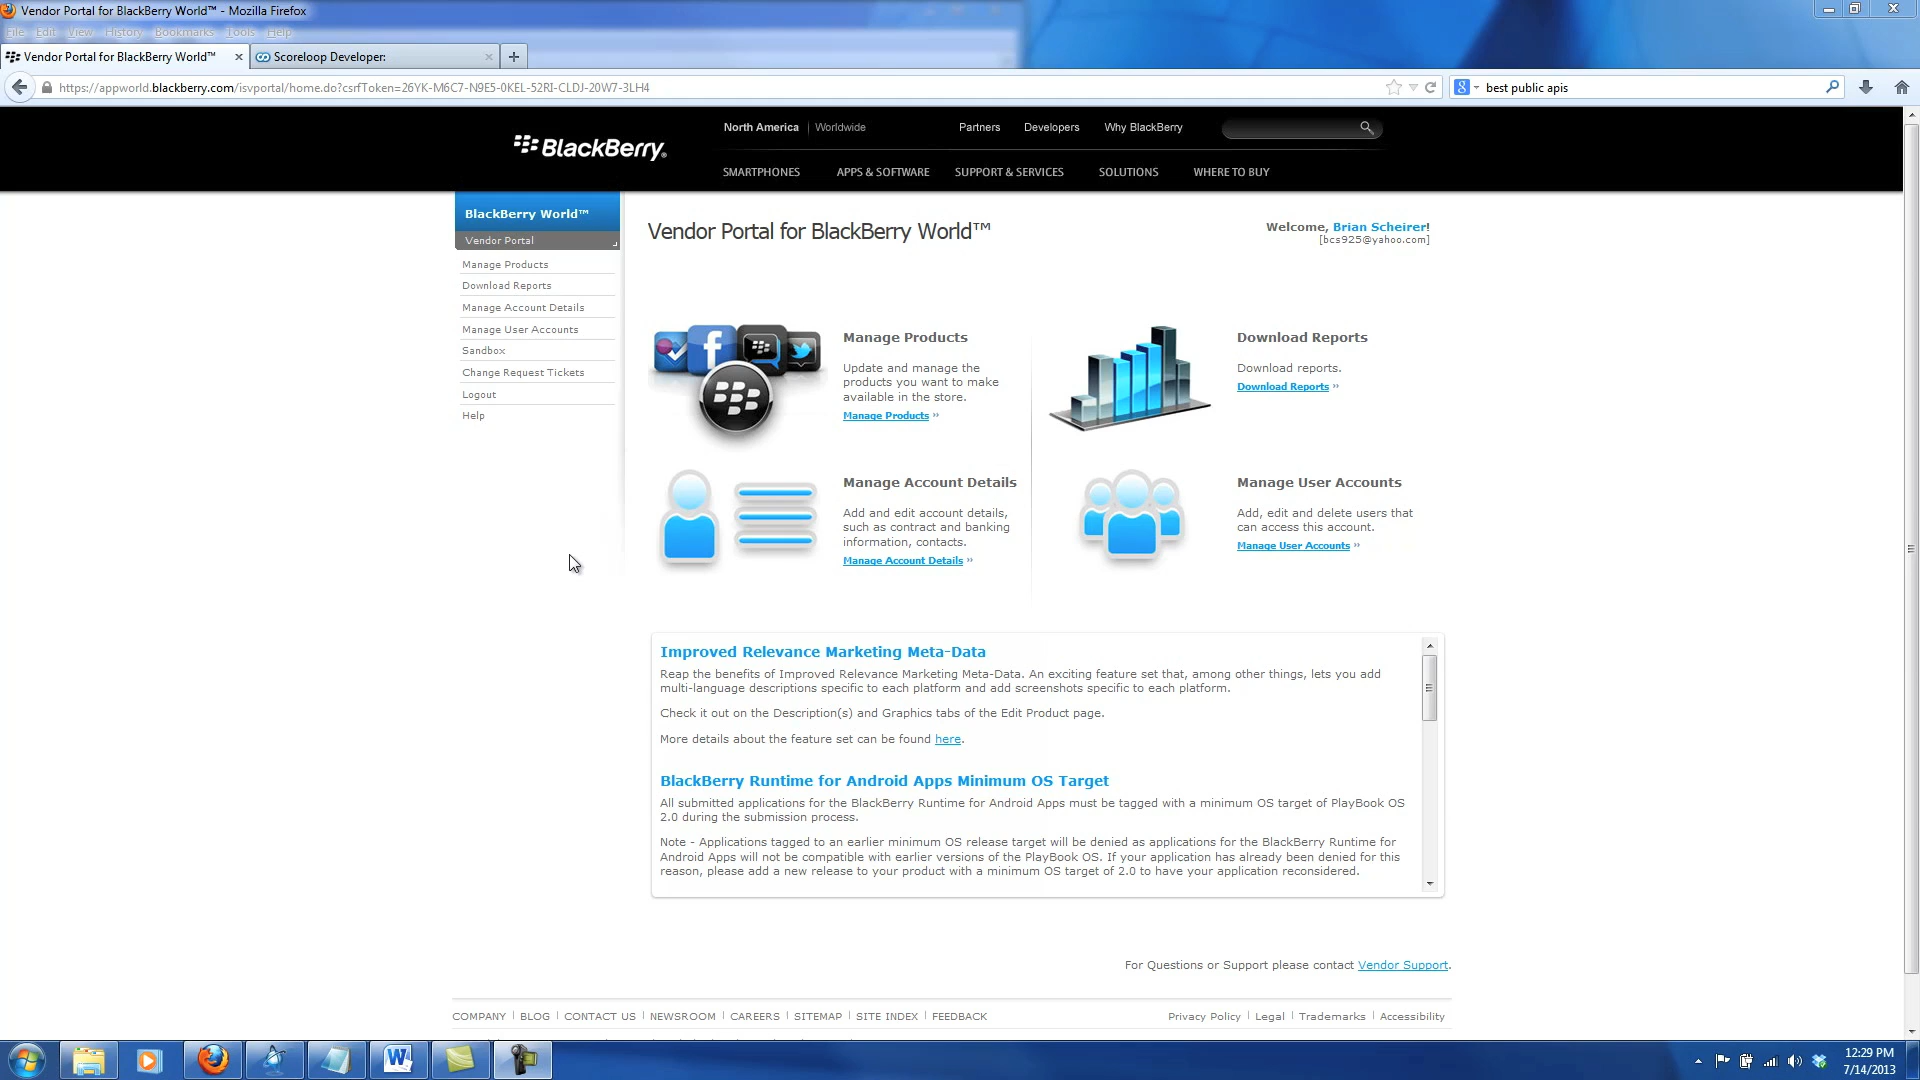 Vendor Portal for BlackBerry World™ - Mozilla Firefox
File Edit View History Bookmarks Tools Help
Vendor Portal for BlackBerry World™
Scoreloop Developer:
https://appworld.blackberry.com/isvportal/home.do?csrfToken=26YK-M6C7-N9E5-0KEL-52RI-CLDJ-20W7-3LH4
best public apis
BlackBerry®
North America | Worldwide
Partners Developers Why BlackBerry
SMARTPHONES APPS & SOFTWARE SUPPORT & SERVICES SOLUTIONS WHERE TO BUY
BlackBerry World™
Vendor Portal
Manage Products
Download Reports
Manage Account Details
Manage User Accounts
Sandbox
Change Request Tickets
Logout
Help
Vendor Portal for BlackBerry World™
Welcome, Brian Scheirer!
[bcs925@yahoo.com]
Manage Products
Update and manage the
products you want to make
available in the store.
Manage Products ››
Download Reports
Download reports.
Download Reports ››
Manage Account Details
Add and edit account details,
such as contract and banking
information, contacts.
Manage Account Details ››
Manage User Accounts
Add, edit and delete users that
can access this account.
Manage User Accounts ››
Improved Relevance Marketing Meta-Data
Reap the benefits of Improved Relevance Marketing Meta-Data. An exciting feature set that, among other things, lets you add
multi-language descriptions specific to each platform and add screenshots specific to each platform.
Check it out on the Description(s) and Graphics tabs of the Edit Product page.
More details about the feature set can be found here.
BlackBerry Runtime for Android Apps Minimum OS Target
All submitted applications for the BlackBerry Runtime for Android Apps must be tagged with a minimum OS target of PlayBook OS
2.0 during the submission process.
Note - Applications tagged to an earlier minimum OS release target will be denied as applications for the BlackBerry Runtime for
Android Apps will not be compatible with earlier versions of the PlayBook OS. If your application has already been denied for this
reason, please add a new release to your product with a minimum OS target of 2.0 to have your application reconsidered.
For Questions or Support please contact Vendor Support.
COMPANY | BLOG | CONTACT US | NEWSROOM | CAREERS | SITEMAP | SITE INDEX | FEEDBACK
Privacy Policy | Legal | Trademarks | Accessibility
12:29 PM
7/14/2013